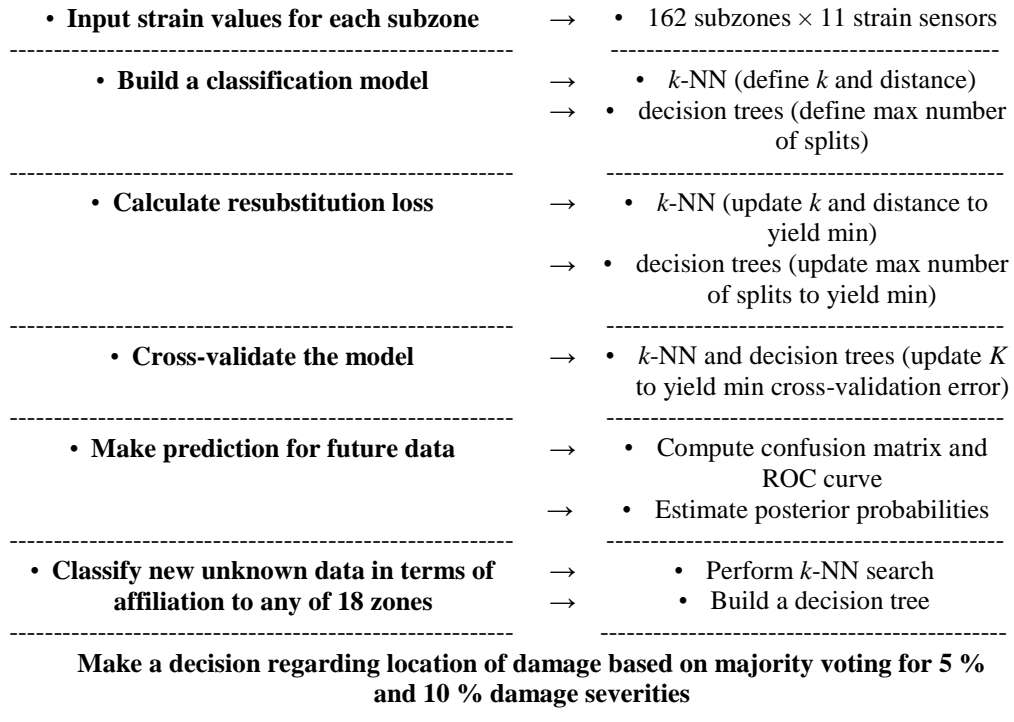 • Input strain values for each subzone → • 162 subzones × 11 strain sensors
---------------------------------------------------------- ---------------------------------------------
• Build a classification model → • k-NN (define k and distance)
→ • decision trees (define max number
of splits)
---------------------------------------------------------- ----------------------------------------------
• Calculate resubstitution loss → • k-NN (update k and distance to
yield min)
→ • decision trees (update max number
of splits to yield min)
---------------------------------------------------------- ----------------------------------------------
• Cross-validate the model → • k-NN and decision trees (update K
to yield min cross-validation error)
---------------------------------------------------------- ----------------------------------------------
• Make prediction for future data → • Compute confusion matrix and
ROC curve
→ • Estimate posterior probabilities
---------------------------------------------------------- ----------------------------------------------
• Classify new unknown data in terms of → • Perform k-NN search
affiliation to any of 18 zones → • Build a decision tree
---------------------------------------------------------- -----------------------------------------------
Make a decision regarding location of damage based on majority voting for 5 %
and 10 % damage severities